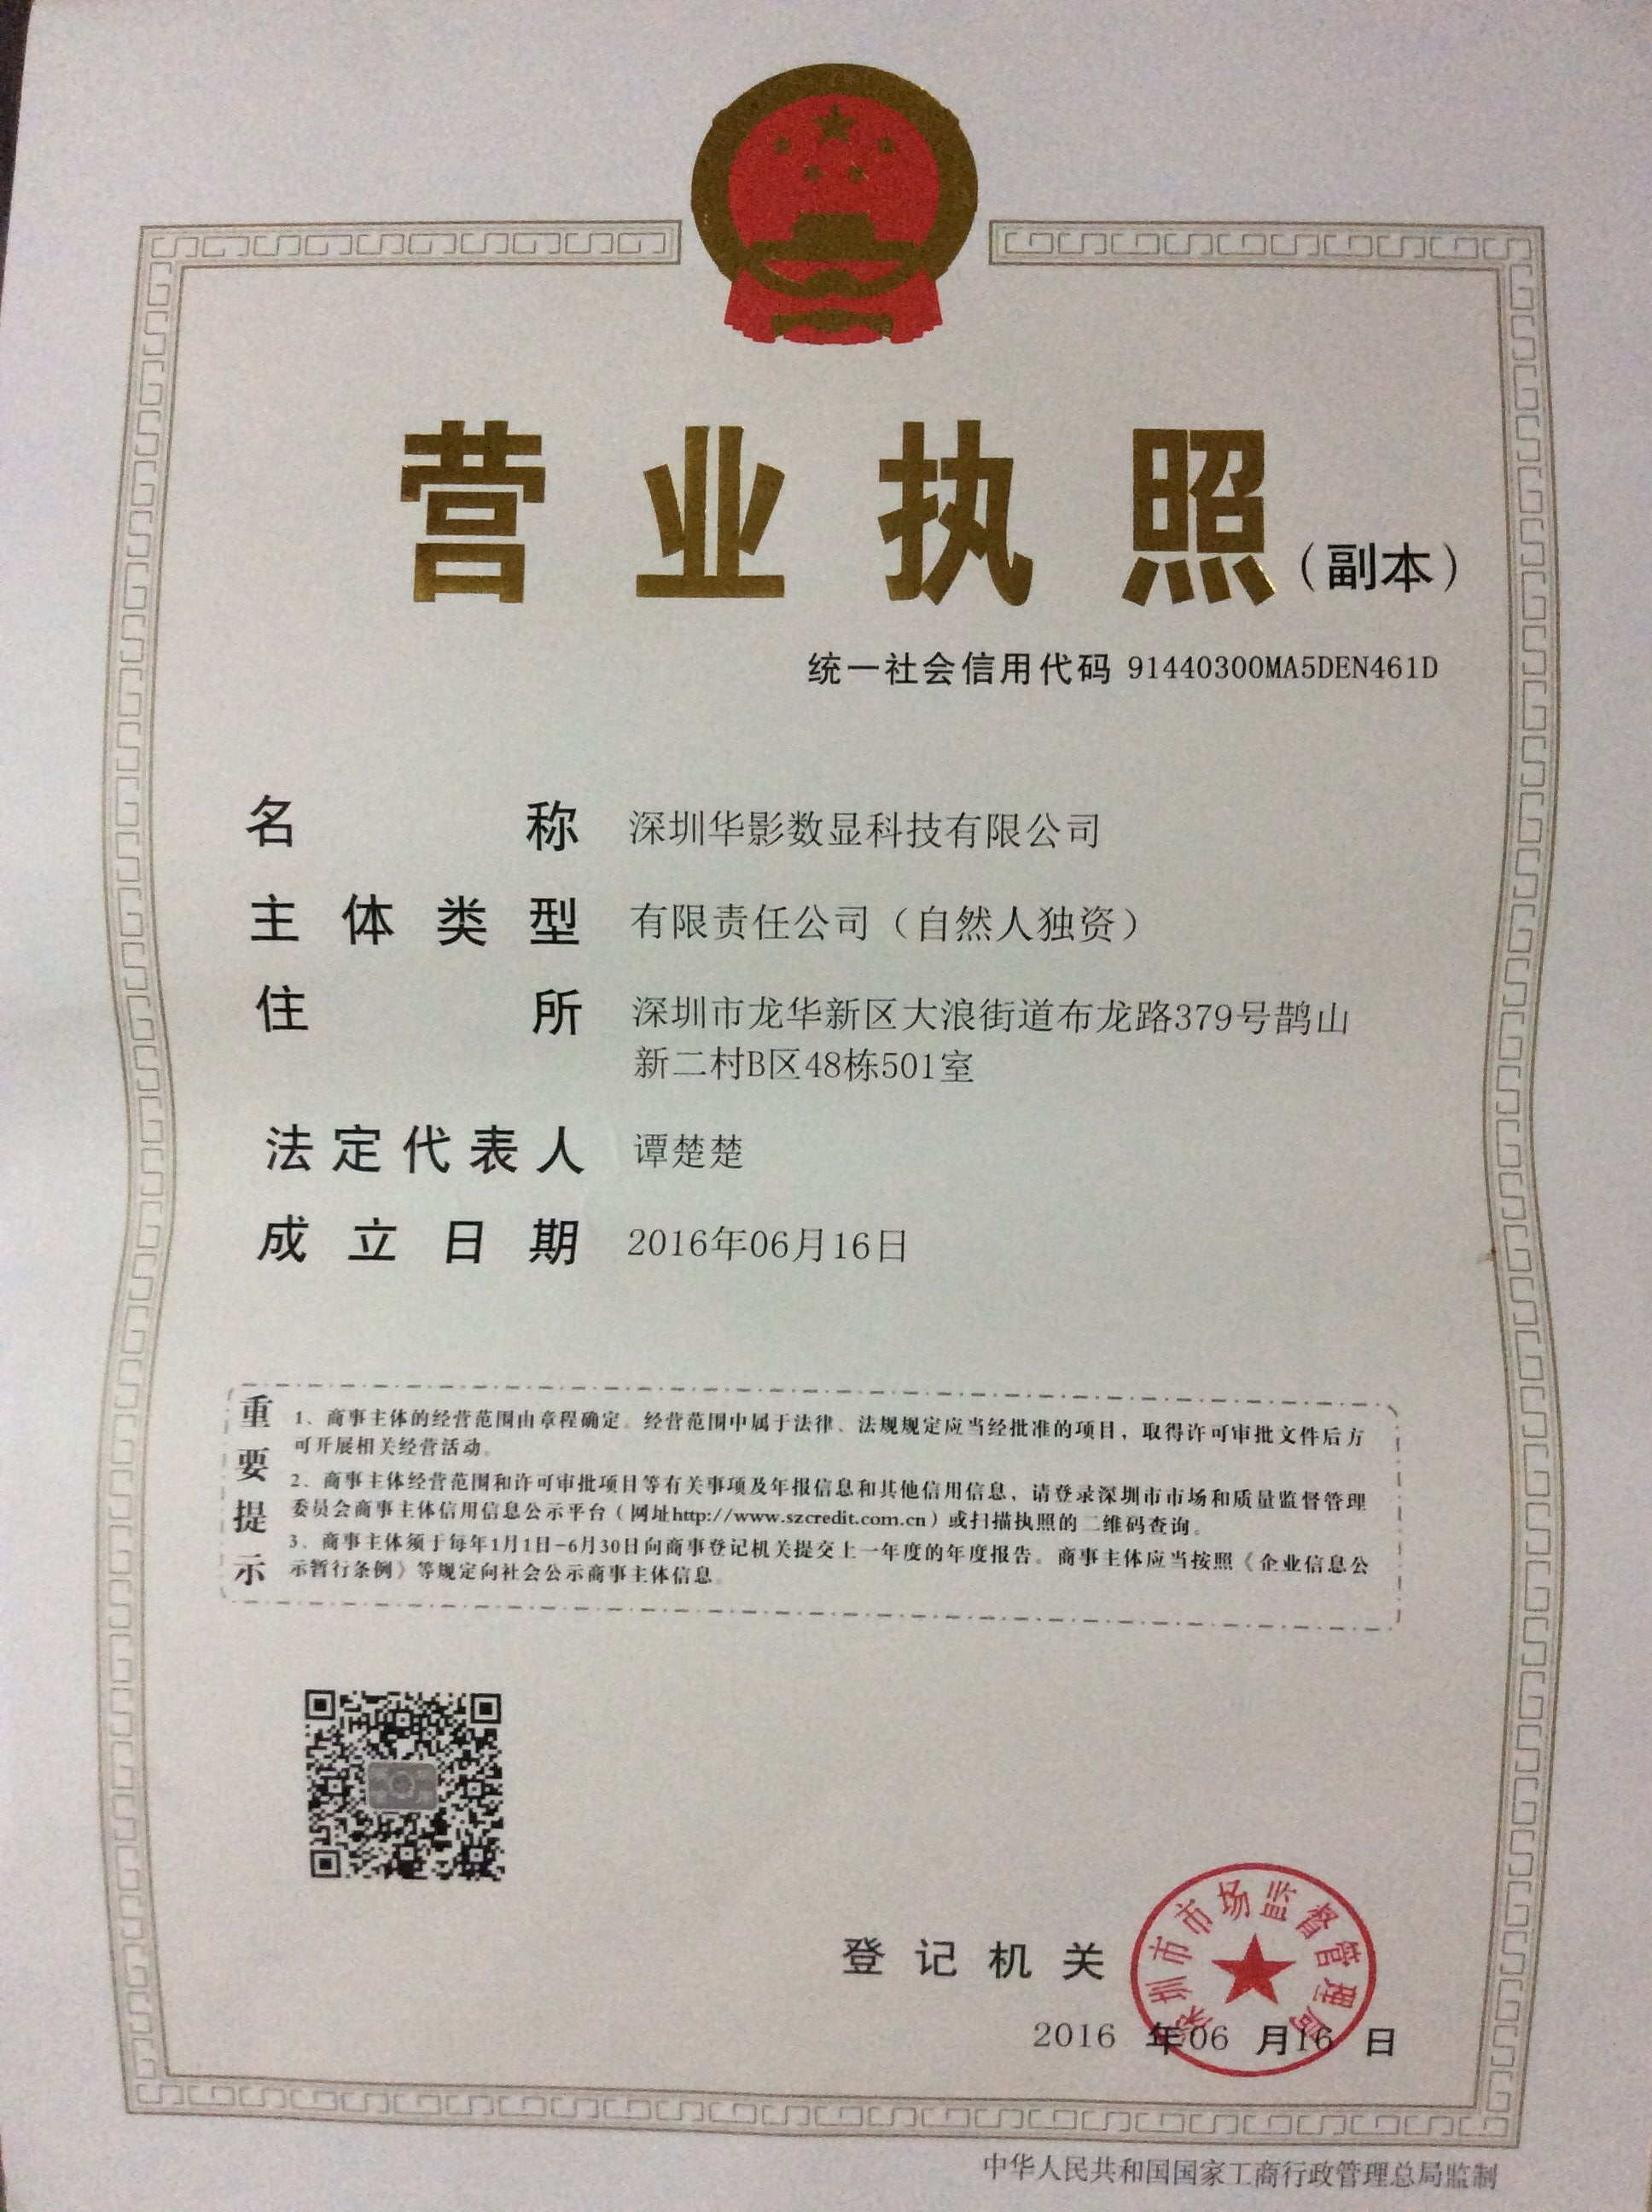 营业执照（副本）
统一社会信用代码 91440300MA5DEN461D
名称 深圳华影数显科技有限公司
主体类型 有限责任公司（自然人独资）
住所 深圳市龙华新区大浪街道布龙路379号鹊山
新二村B区48栋501室
法定代表人 谭楚楚
成立日期 2016年06月16日
重要提示
1、商事主体的经营范围由章程确定。经营范围中属于法律、法规规定应当经批准的项目，取得许可审批文件后方
可开展相关经营活动。
2、商事主体经营范围和许可审批项目等有关事项及年报信息和其他信用信息，请登录深圳市市场和质量监督管理
委员会商事主体信用信息公示平台（网址http://www.szcredit.com.cn）或扫描执照的二维码查询。
3、商事主体须于每年1月1日-6月30日向商事登记机关提交上一年度的年度报告。商事主体应当按照《企业信息公
示暂行条例》等规定向社会公示商事主体信息。
登记机关
深圳市市场监督管理局
2016 年06 月16 日
中华人民共和国国家工商行政管理总局监制